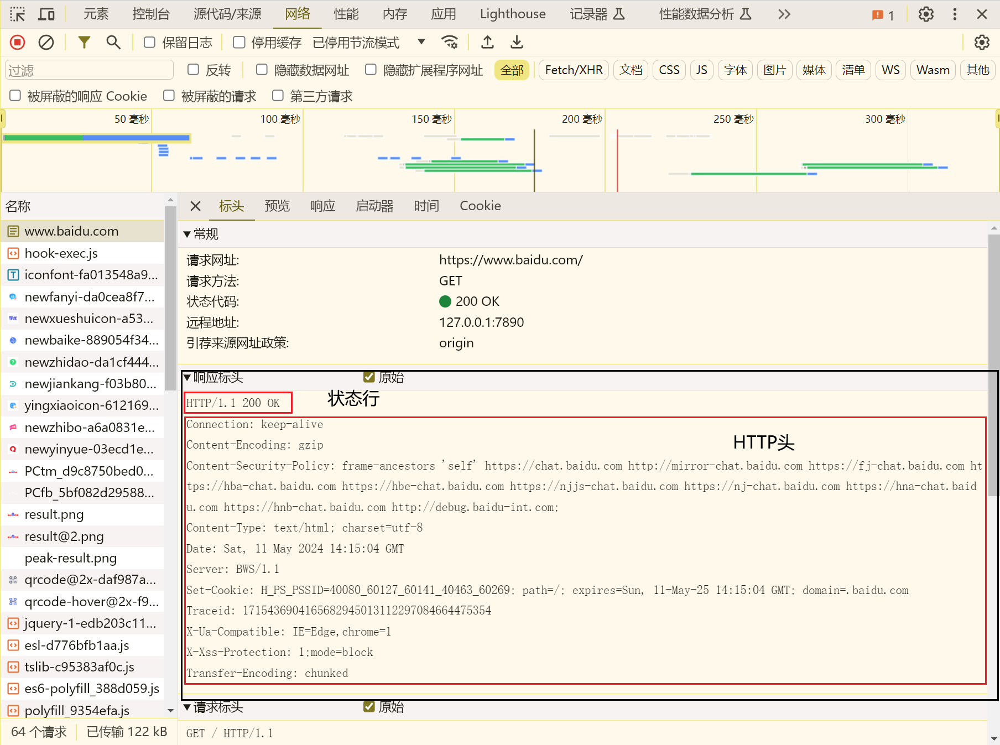 元素 控制台 源代码/来源 网络 性能 内存 应用 Lighthouse 记录器 性能数据分析 1
保留日志 停用缓存 已停用节流模式
过滤 反转 隐藏数据网址 隐藏扩展程序网址 全部 Fetch/XHR 文档 CSS JS 字体 图片 媒体 清单 WS Wasm 其他
被屏蔽的响应 Cookie 被屏蔽的请求 第三方请求
50 毫秒 100 毫秒 150 毫秒 200 毫秒 250 毫秒 300 毫秒
名称
www.baidu.com
hook-exec.js
iconfont-fa013548a9...
newfanyi-da0cea8f7...
newxueshuicon-a53...
newbaike-889054f34...
newzhidao-da1cf444...
newjiankang-f03b80...
yingxiaoicon-612169...
newzhibo-a6a0831e...
newyinyue-03ecd1e...
PCtm_d9c8750bed0...
PCfb_5bf082d29588...
result.png
result@2.png
peak-result.png
qrcode@2x-daf987a...
qrcode-hover@2x-f9...
jquery-1-edb203c11...
esl-d776bfb1aa.js
tslib-c95383af0c.js
es6-polyfill_388d059.js
polyfill_9354efa.js
64 个请求 已传输 122 kB
标头 预览 响应 启动器 时间 Cookie
常规
请求网址: https://www.baidu.com/
请求方法: GET
状态代码: 200 OK
远程地址: 127.0.0.1:7890
引荐来源网址政策: origin
响应标头 原始
HTTP/1.1 200 OK 状态行
Connection: keep-alive
HTTP头
Content-Encoding: gzip
Content-Security-Policy: frame-ancestors 'self' https://chat.baidu.com http://mirror-chat.baidu.com https://fj-chat.baidu.com ht
tps://hba-chat.baidu.com https://hbe-chat.baidu.com https://njjs-chat.baidu.com https://nj-chat.baidu.com https://hna-chat.baid
u.com https://hnb-chat.baidu.com http://debug.baidu-int.com;
Content-Type: text/html; charset=utf-8
Date: Sat, 11 May 2024 14:15:04 GMT
Server: BWS/1.1
Set-Cookie: H_PS_PSSID=40080_60127_60141_40463_60269; path=/; expires=Sun, 11-May-25 14:15:04 GMT; domain=.baidu.com
Traceid: 1715436904165682945013112297084664475354
X-Ua-Compatible: IE=Edge,chrome=1
X-Xss-Protection: 1;mode=block
Transfer-Encoding: chunked
请求标头 原始
GET / HTTP/1.1